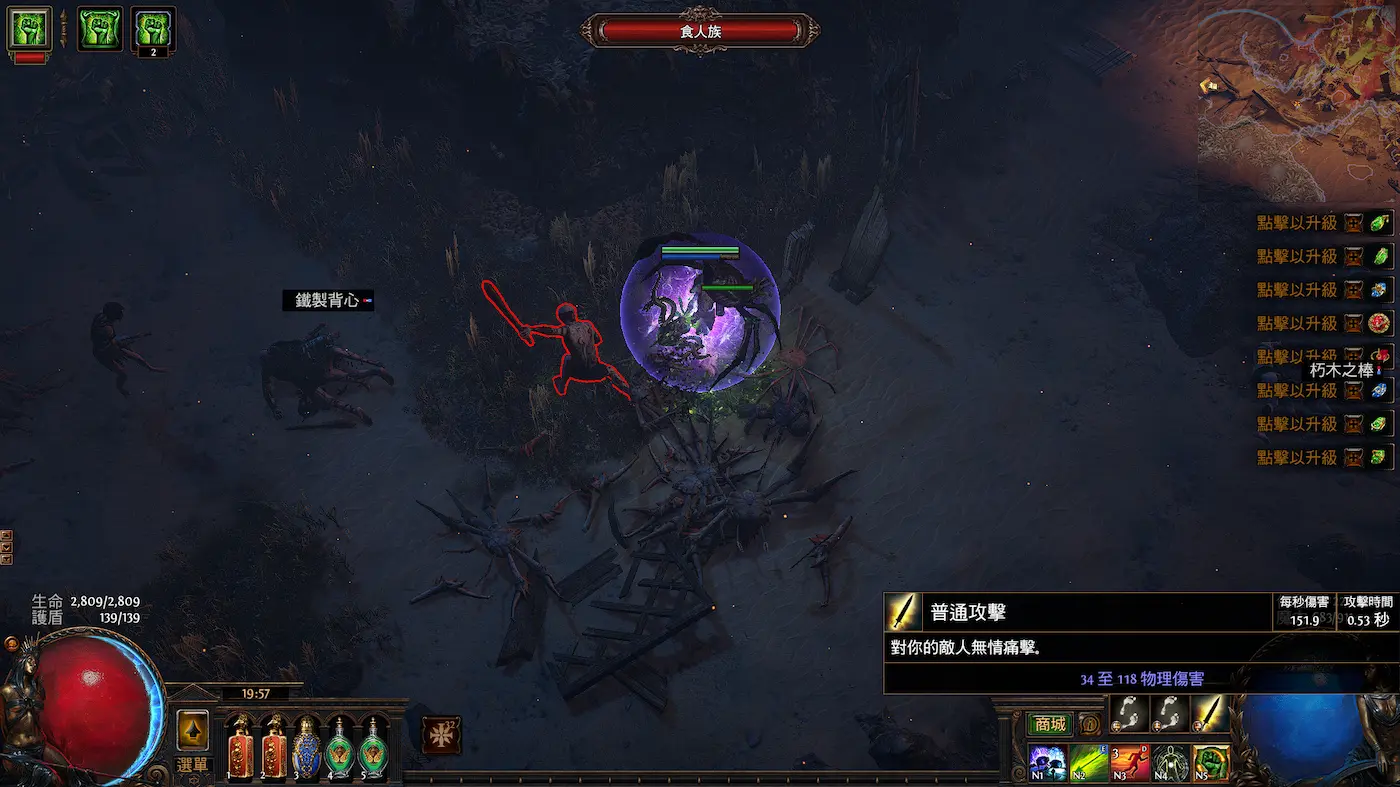 2
食人族
點擊以升級
點擊以升級
點擊以升級
點擊以升級
點擊以升級
朽木之棒
點擊以升級
點擊以升級
點擊以升級
鐵製背心
生命 2,809/2,809
護盾 139/139
普通攻擊
每秒傷害 151.9
攻擊時間 0.53 秒
對你的敵人無情痛擊。
34 至 118 物理傷害
19:57
選單
1 2 3 4 5
32
商城
N1 N2 E 3 N3 D N4 N5